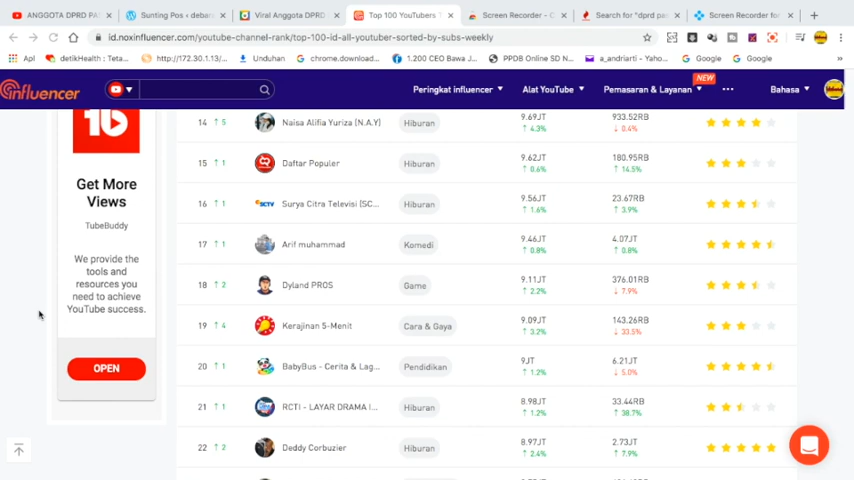 ANGGOTA DPRD PA
Sunting Pos ‹ debar
Viral Anggota DPRD
Top 100 YouTubers T
Screen Recorder - C
Search for "dprd pa
Screen Recorder for
id.noxinfluencer.com/youtube-channel-rank/top-100-id-all-youtuber-sorted-by-subs-weekly
Apl
detikHealth : Teta...
http://172.30.1.13/...
Unduhan
chrome.download...
1.200 CEO Bawa J...
PPDB Online SD N...
a_andriarti - Yaho...
Google
Google
influencer
Peringkat influencer
Alat YouTube
Pemasaran & Layanan
NEW
Bahasa
Get More
Views
TubeBuddy
We provide the
tools and
resources you
need to achieve
YouTube success.
OPEN
14 ↑ 5 Naisa Alifia Yuriza (N.A.Y) Hiburan 9.69JT 933.52RB
↑ 4.3% ↓ 0.4%
15 ↑ 1 Daftar Populer Hiburan 9.62JT 180.95RB
↑ 0.6% ↑ 14.5%
16 ↑ 1 Surya Citra Televisi (SC... Hiburan 9.56JT 23.67RB
↑ 1.6% ↑ 3.9%
17 ↑ 1 Arif muhammad Komedi 9.46JT 4.07JT
↑ 0.8% ↑ 0.8%
18 ↑ 2 Dyland PROS Game 9.11JT 376.01RB
↑ 2.2% ↓ 7.9%
19 ↑ 4 Kerajinan 5-Menit Cara & Gaya 9.09JT 143.26RB
↑ 3.2% ↓ 33.5%
20 ↑ 1 BabyBus - Cerita & Lag... Pendidikan 9JT 6.21JT
↑ 1.2% ↓ 5.0%
21 ↑ 1 RCTI - LAYAR DRAMA I... Hiburan 8.98JT 33.44RB
↑ 1.2% ↑ 38.7%
22 ↑ 2 Deddy Corbuzier Hiburan 8.97JT 2.73JT
↑ 2.4% ↑ 7.9%